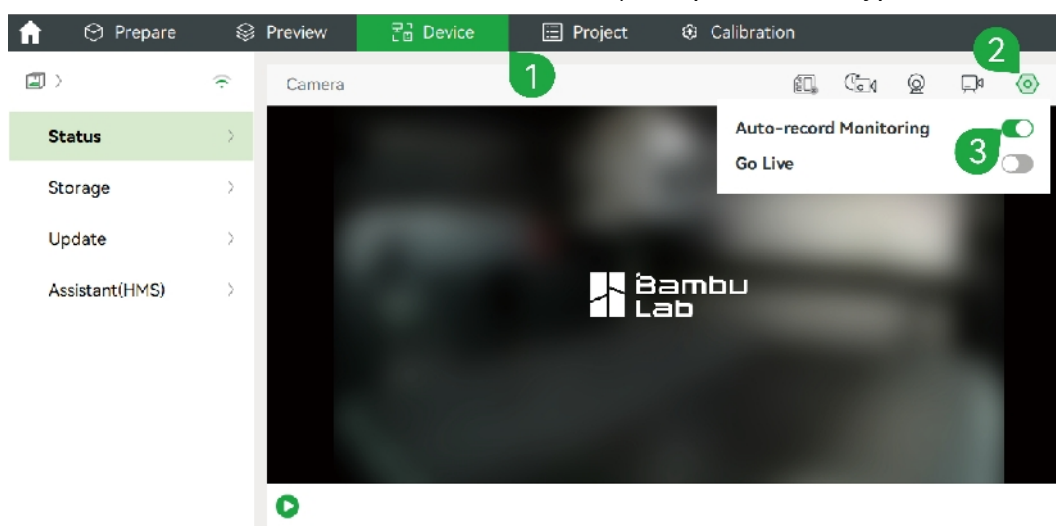 Prepare Preview Device Project Calibration
2
1
Camera
Status
Storage
Update
Assistant(HMS)
Auto-record Monitoring
3
Go Live
Bambu
Lab